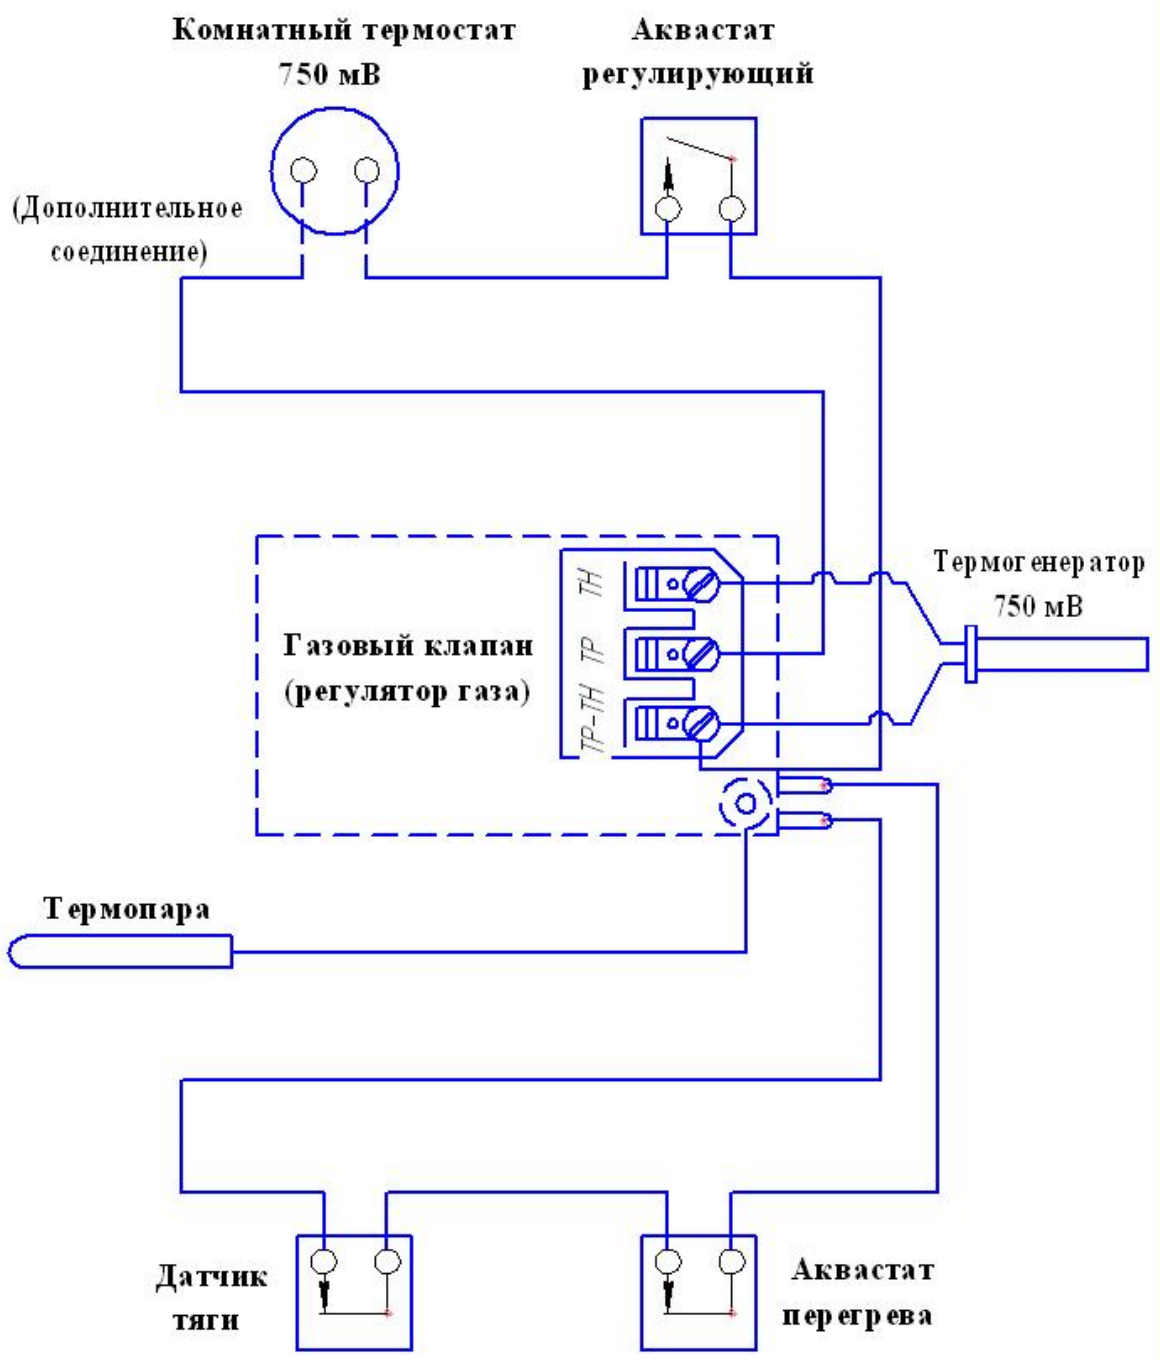 Комнатный термостат
750 мВ
Аквастат
регулирующий
(Дополнительное
соединение)
Термогенератор
750 мВ
TH
TP
TP-TH
Газовый клапан
(регулятор газа)
Термопара
Датчик
тяги
Аквастат
перегрева